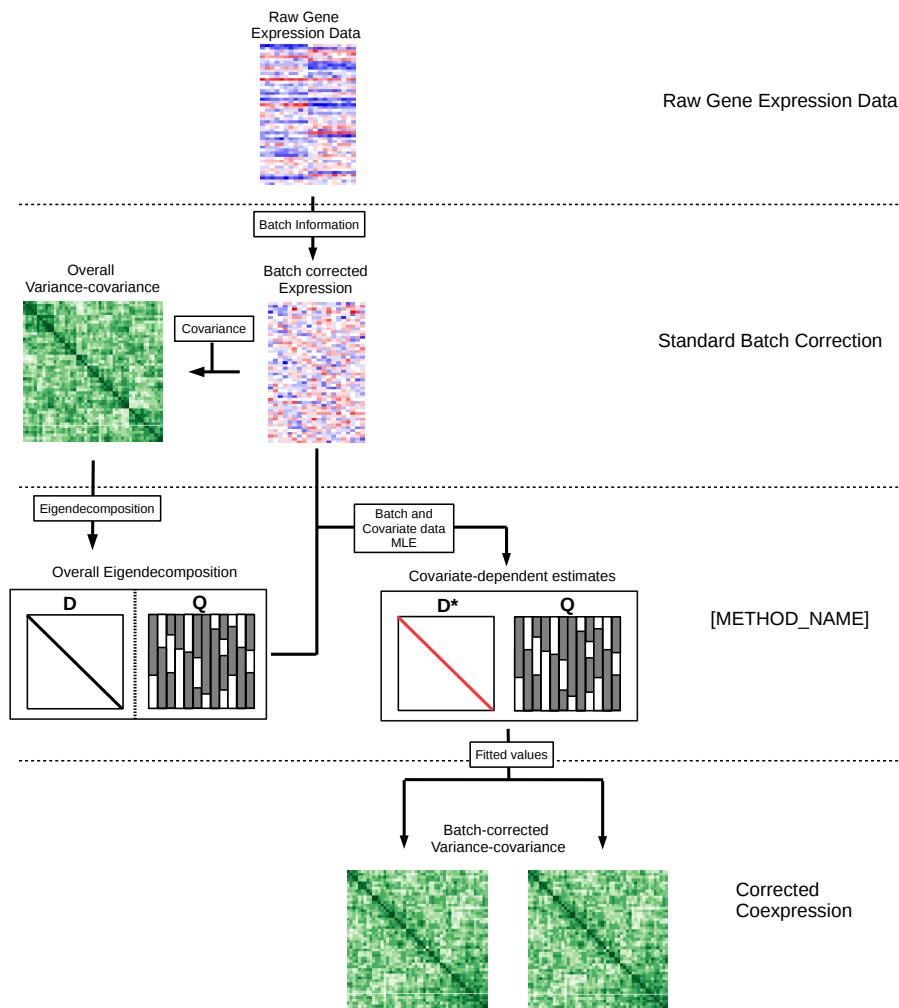 Raw Gene
Expression Data
Raw Gene Expression Data
Batch Information
Overall
Variance-covariance
Batch corrected
Expression
Covariance
Standard Batch Correction
Eigendecomposition
Batch and
Covariate data
MLE
Overall Eigendecomposition
Covariate-dependent estimates
D
Q
D*
Q
[METHOD_NAME]
Fitted values
Batch-corrected
Variance-covariance
Corrected
Coexpression